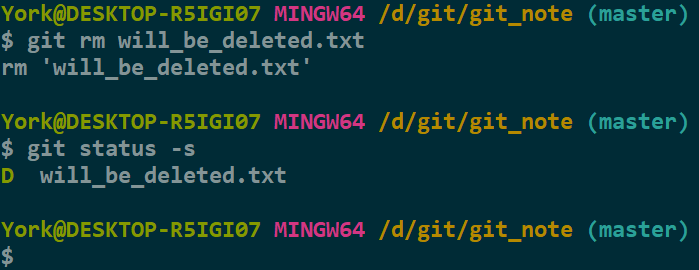 York@DESKTOP-R5IGI07 MINGW64 /d/git/git_note (master)
$ git rm will_be_deleted.txt
rm 'will_be_deleted.txt'
York@DESKTOP-R5IGI07 MINGW64 /d/git/git_note (master)
$ git status -s
D  will_be_deleted.txt
York@DESKTOP-R5IGI07 MINGW64 /d/git/git_note (master)
$